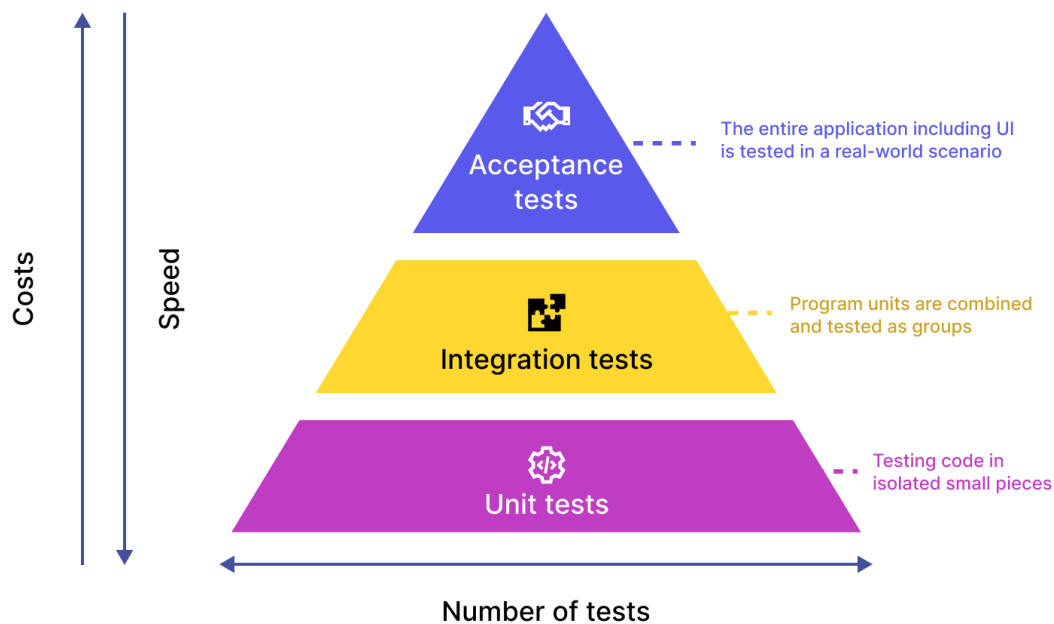 Acceptance
tests
The entire application including UI
is tested in a real-world scenario
Costs
Speed
Integration tests
Program units are combined
and tested as groups
Unit tests
Testing code in
isolated small pieces
Number of tests